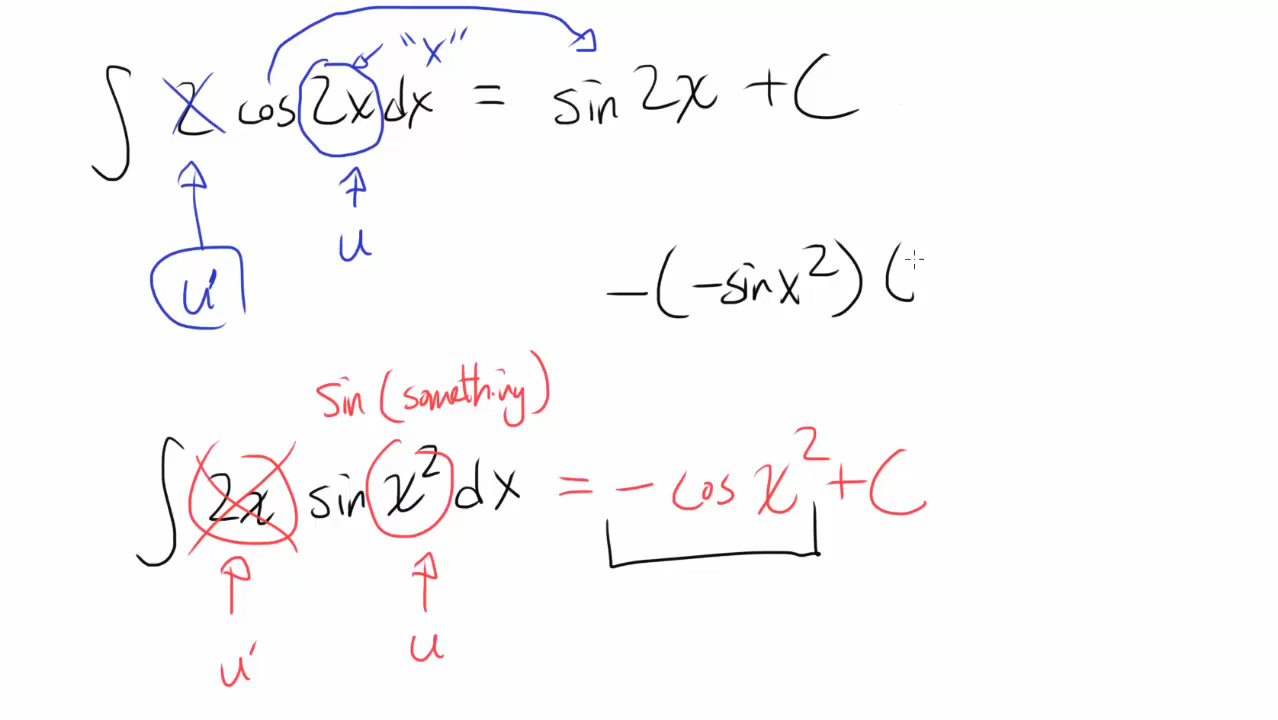 "x"
∫ 2 cos 2x dx = sin 2x + C
u
u'
-(-sin x²) (
sin (something)
∫ 2x sin x² dx = - cos x² + C
u' u